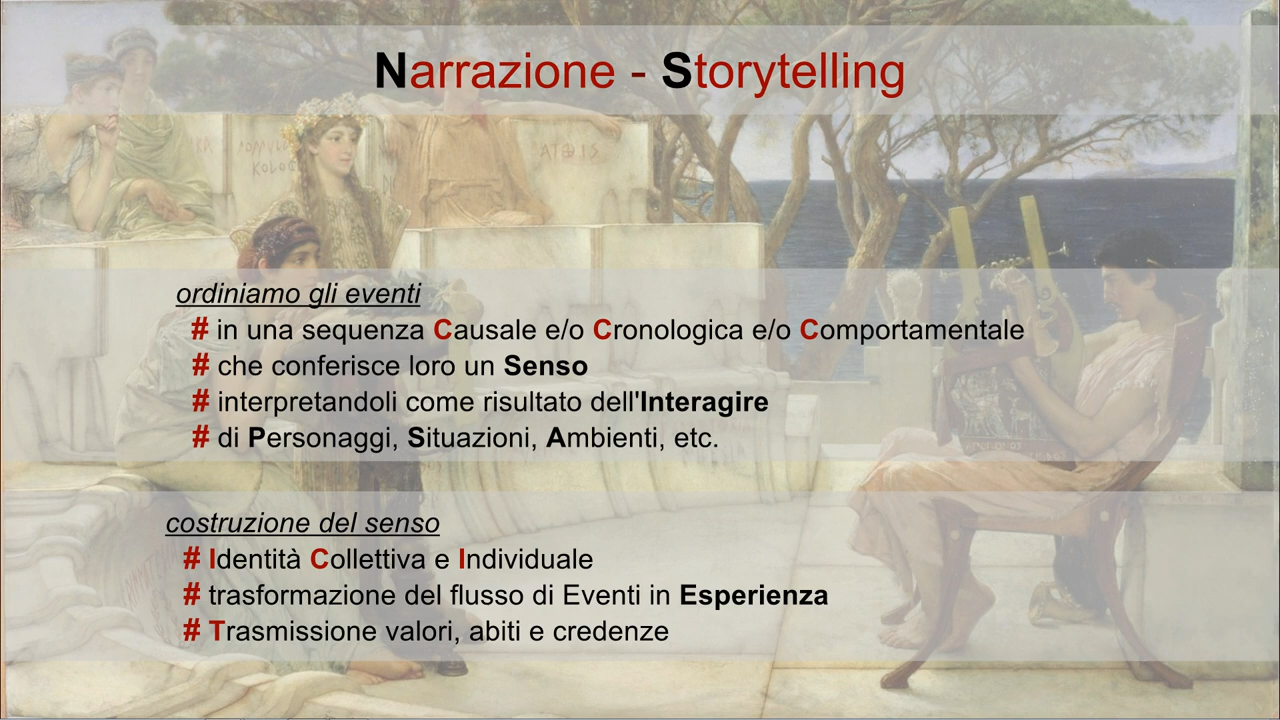 Narrazione - Storytelling
ordiniamo gli eventi
# in una sequenza Causale e/o Cronologica e/o Comportamentale
# che conferisce loro un Senso
# interpretandoli come risultato dell'Interagire
# di Personaggi, Situazioni, Ambienti, etc.
costruzione del senso
# Identità Collettiva e Individuale
# trasformazione del flusso di Eventi in Esperienza
# Trasmissione valori, abiti e credenze